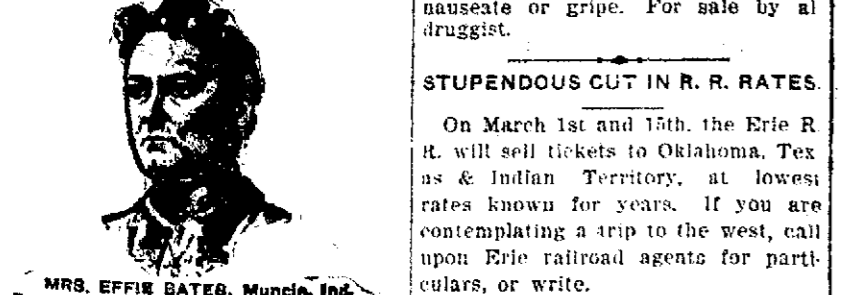 MRS. EFFIE BATES, Muncie, Ind.
nauseate or gripe. For sale by al
druggist.
STUPENDOUS CUT IN R. R. RATES.
On March 1st and 15th, the Erie R.
R. will sell tickets to Oklahoma, Tex
as & Indian Territory, at lowest
rates known for years. If you are
contemplating a trip to the west, call
upon Erie railroad agents for parti-
culars, or write.